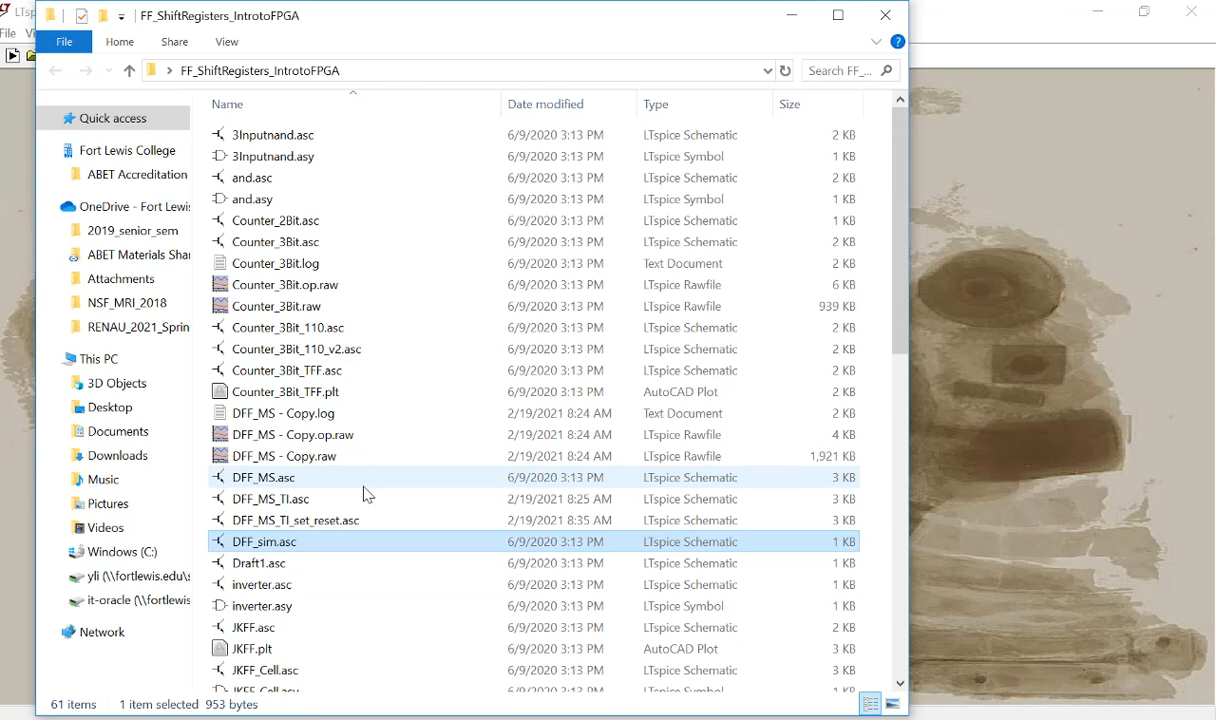 LTsp
FF_ShiftRegisters_IntrotoFPGA
File
File Home Share View
FF_ShiftRegisters_IntrotoFPGA Search FF_...
Name Date modified Type Size
Quick access
Fort Lewis College
ABET Accreditation
OneDrive - Fort Lewis
2019_senior_sem
ABET Materials Sha
Attachments
NSF_MRI_2018
RENAU_2021_Sprin
This PC
3D Objects
Desktop
Documents
Downloads
Music
Pictures
Videos
Windows (C:)
yli (\\fortlewis.edu\s
it-oracle (\\fortlewis
Network
3Inputnand.asc 6/9/2020 3:13 PM LTspice Schematic 2 KB
3Inputnand.asy 6/9/2020 3:13 PM LTspice Symbol 1 KB
and.asc 6/9/2020 3:13 PM LTspice Schematic 2 KB
and.asy 6/9/2020 3:13 PM LTspice Symbol 1 KB
Counter_2Bit.asc 6/9/2020 3:13 PM LTspice Schematic 1 KB
Counter_3Bit.asc 6/9/2020 3:13 PM LTspice Schematic 2 KB
Counter_3Bit.log 6/9/2020 3:13 PM Text Document 2 KB
Counter_3Bit.op.raw 6/9/2020 3:13 PM LTspice Rawfile 6 KB
Counter_3Bit.raw 6/9/2020 3:13 PM LTspice Rawfile 939 KB
Counter_3Bit_110.asc 6/9/2020 3:13 PM LTspice Schematic 2 KB
Counter_3Bit_110_v2.asc 6/9/2020 3:13 PM LTspice Schematic 2 KB
Counter_3Bit_TFF.asc 6/9/2020 3:13 PM LTspice Schematic 2 KB
Counter_3Bit_TFF.plt 6/9/2020 3:13 PM AutoCAD Plot 2 KB
DFF_MS - Copy.log 2/19/2021 8:24 AM Text Document 2 KB
DFF_MS - Copy.op.raw 2/19/2021 8:24 AM LTspice Rawfile 4 KB
DFF_MS - Copy.raw 2/19/2021 8:24 AM LTspice Rawfile 1,921 KB
DFF_MS.asc 6/9/2020 3:13 PM LTspice Schematic 3 KB
DFF_MS_TI.asc 2/19/2021 8:25 AM LTspice Schematic 3 KB
DFF_MS_TI_set_reset.asc 2/19/2021 8:35 AM LTspice Schematic 3 KB
DFF_sim.asc 6/9/2020 3:13 PM LTspice Schematic 1 KB
Draft1.asc 6/9/2020 3:13 PM LTspice Schematic 2 KB
inverter.asc 6/9/2020 3:13 PM LTspice Schematic 1 KB
inverter.asy 6/9/2020 3:13 PM LTspice Symbol 1 KB
JKFF.asc 6/9/2020 3:13 PM LTspice Schematic 2 KB
JKFF.plt 6/9/2020 3:13 PM AutoCAD Plot 3 KB
JKFF_Cell.asc 6/9/2020 3:13 PM LTspice Schematic 3 KB
JKFF_Cell.asy 6/9/2020 3:13 PM LTspice Symbol 1 KB
61 items 1 item selected 953 bytes